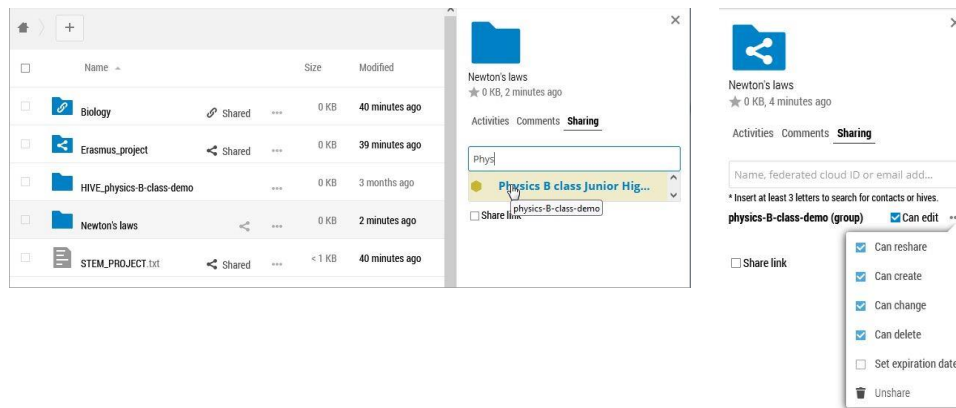 Name Size Modified
Biology Shared 0 KB 40 minutes ago
Erasmus_project Shared 0 KB 39 minutes ago
HIVE_physics-B-class-demo 0 KB 3 months ago
Newton's laws 0 KB 2 minutes ago
STEM_PROJECT.txt Shared < 1 KB 40 minutes ago
Newton's laws
0 KB, 2 minutes ago
Activities Comments Sharing
Phys
Physics B class Junior Hig...
physics-B-class-demo
Share
Newton's laws
0 KB, 4 minutes ago
Activities Comments Sharing
Name, federated cloud ID or email add...
* Insert at least 3 letters to search for contacts or hives.
physics-B-class-demo (group) Can edit
Share link
Can reshare
Can create
Can change
Can delete
Set expiration date
Unshare